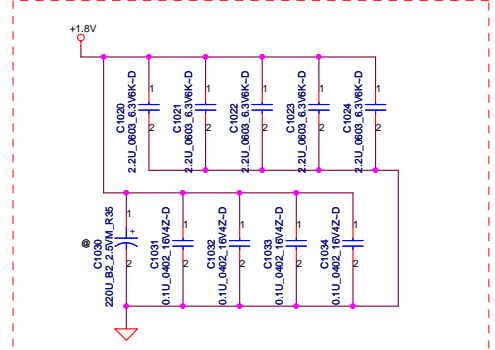 +1.8V
1
1
1
1
1
C1020
2.2U_0603_6.3V6K~D
C1021
2.2U_0603_6.3V6K~D
C1022
2.2U_0603_6.3V6K~D
C1023
2.2U_0603_6.3V6K~D
C1024
2.2U_0603_6.3V6K~D
2
2
2
2
2
1
1
1
1
1
+
@
C1030
220U_B2_2.5VM_R35
C1031
0.1U_0402_16V4Z~D
C1032
0.1U_0402_16V4Z~D
C1033
0.1U_0402_16V4Z~D
C1034
0.1U_0402_16V4Z~D
2
2
2
2
2